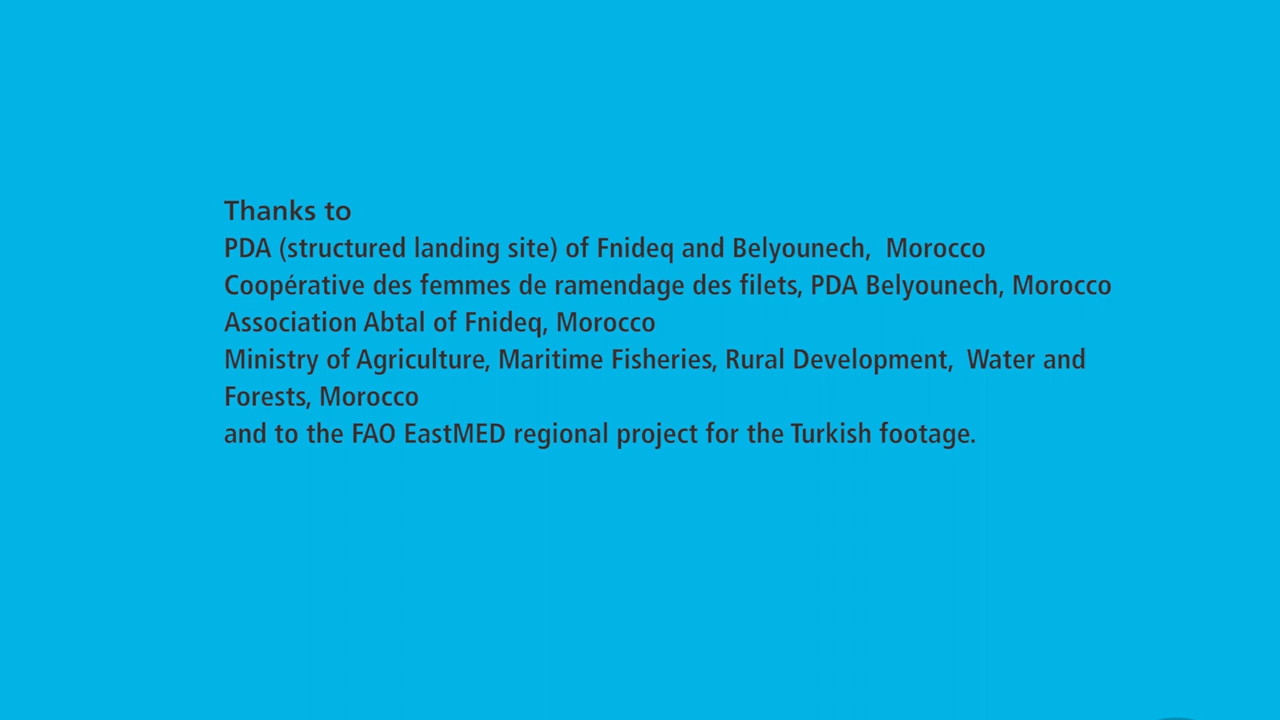 Thanks to
PDA (structured landing site) of Fnideq and Belyounech,  Morocco
Coopérative des femmes de ramendage des filets, PDA Belyounech, Morocco
Association Abtal of Fnideq, Morocco
Ministry of Agriculture, Maritime Fisheries, Rural Development,  Water and
Forests, Morocco
and to the FAO EastMED regional project for the Turkish footage.